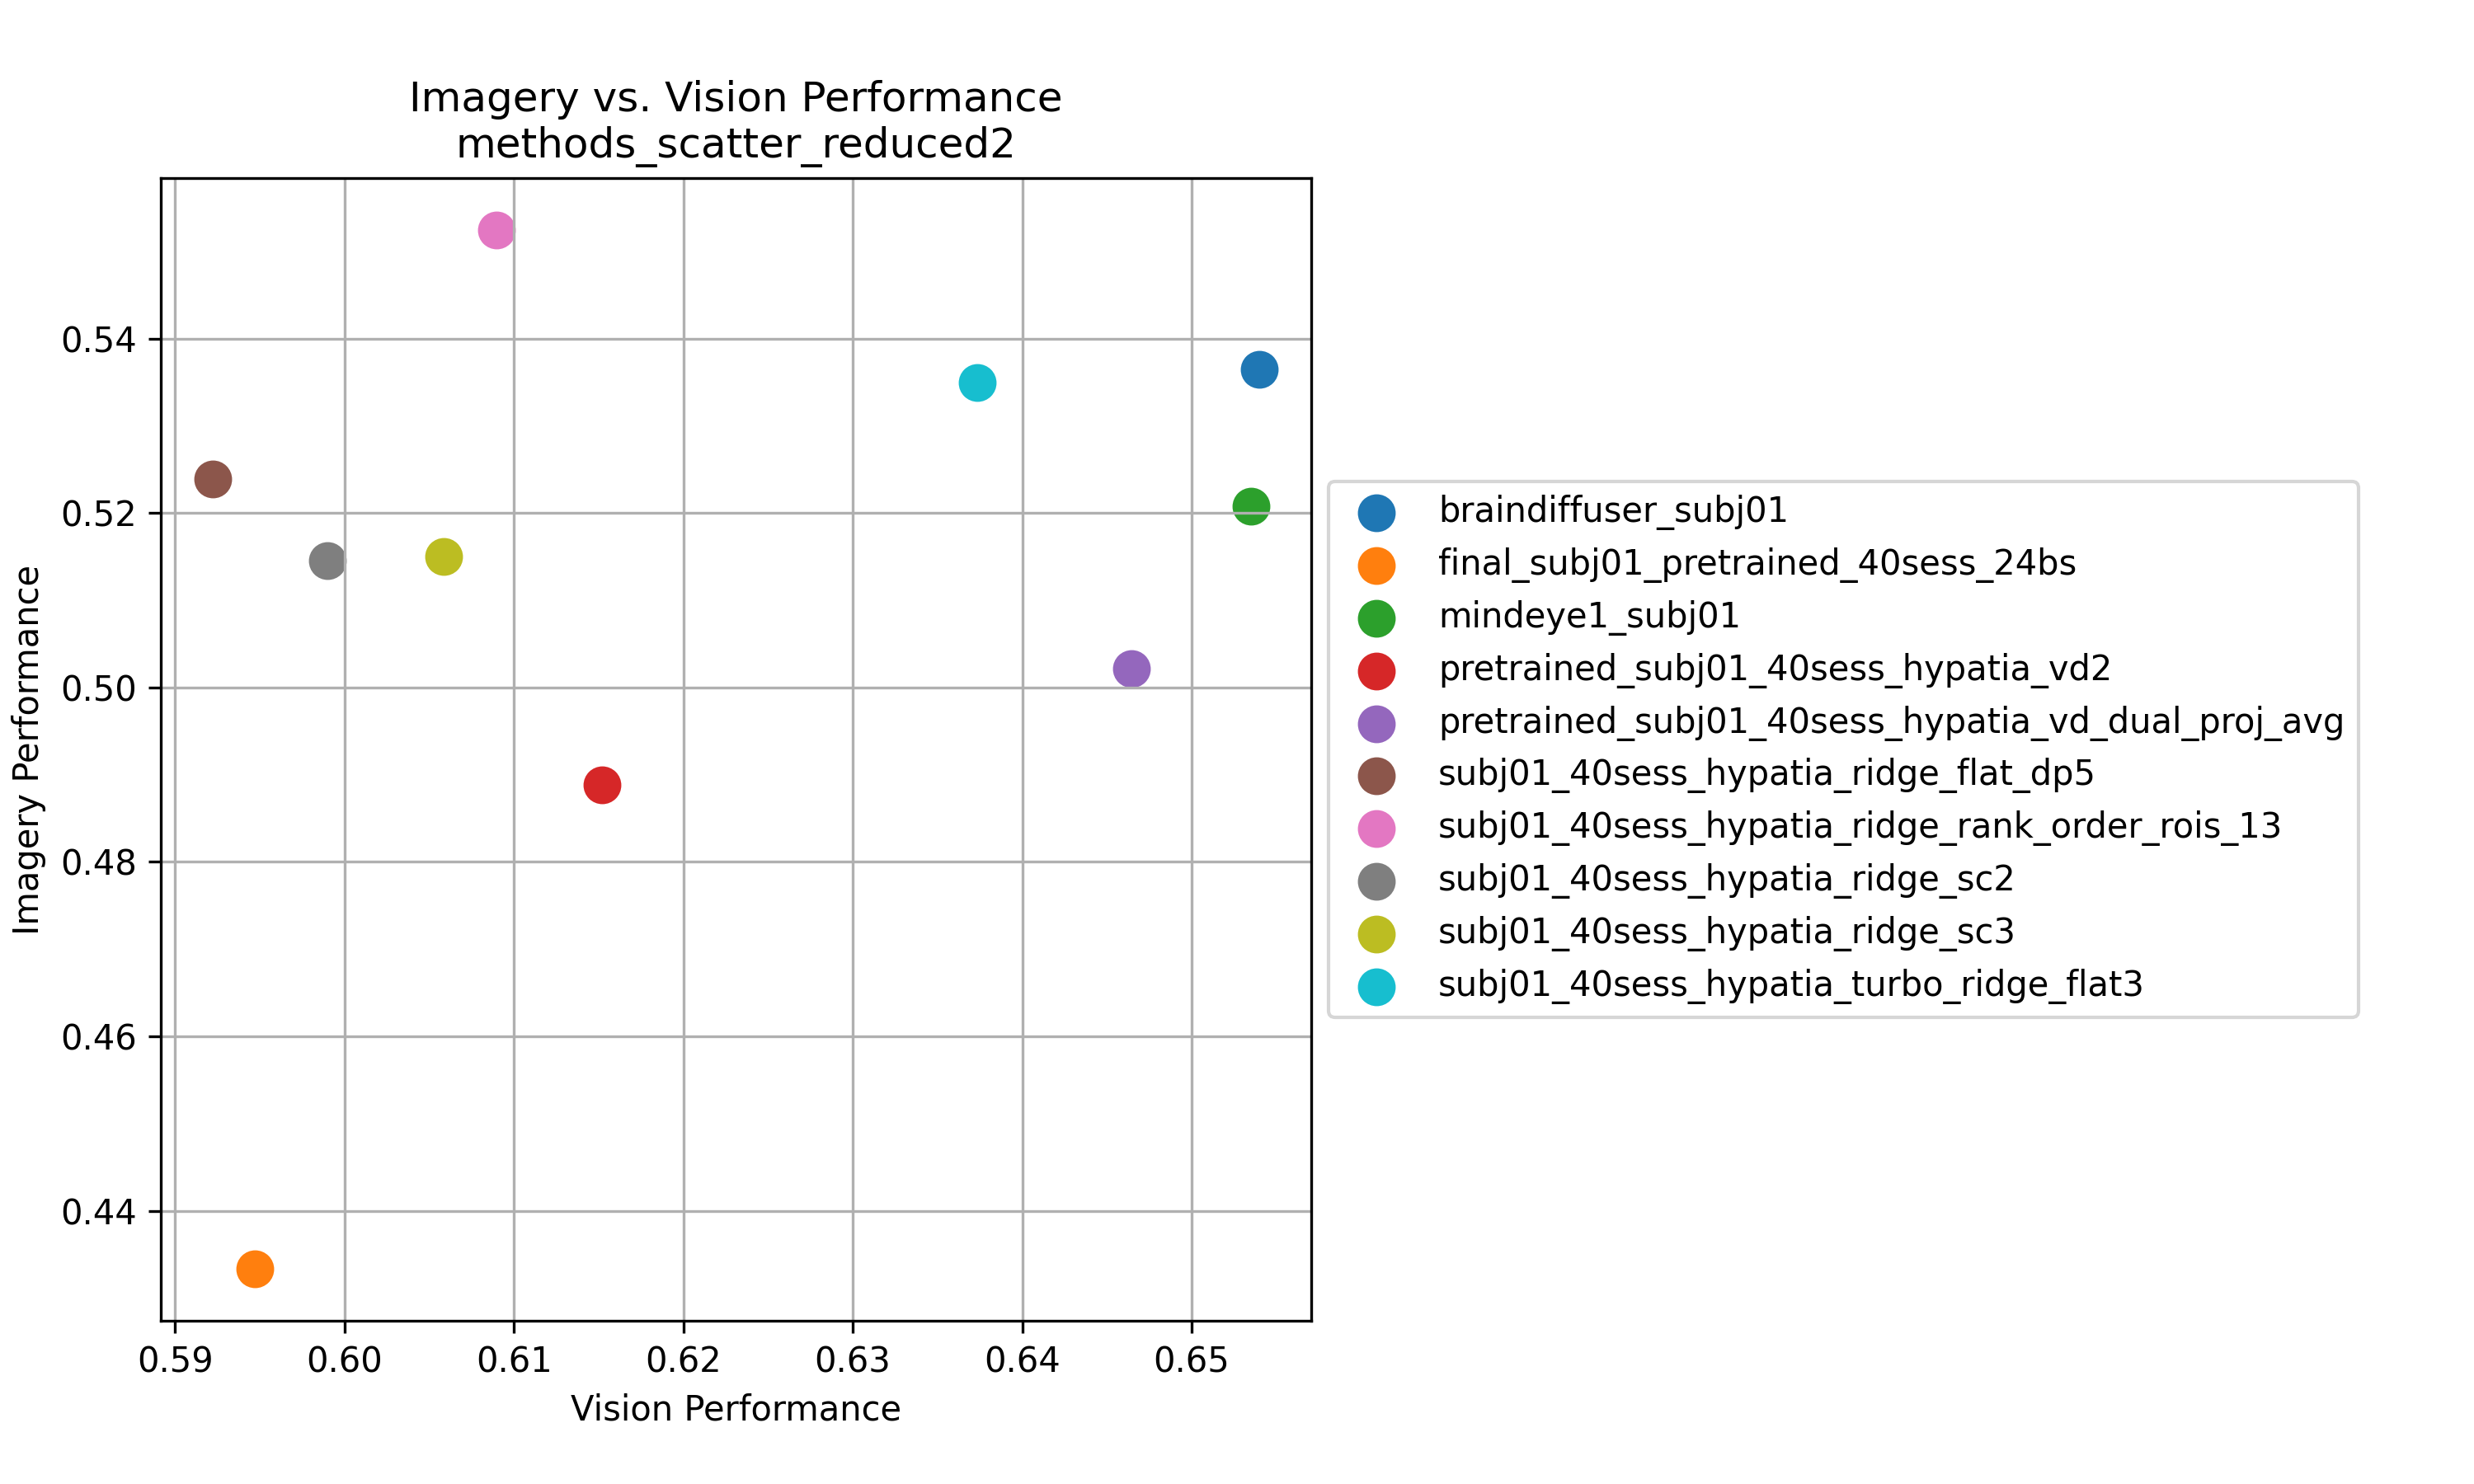 Imagery vs. Vision Performance
methods_scatter_reduced2
Imagery Performance
0.54
0.52
0.50
0.48
0.46
0.44
0.59 0.60 0.61 0.62 0.63 0.64 0.65
Vision Performance
braindiffuser_subj01
final_subj01_pretrained_40sess_24bs
mindeye1_subj01
pretrained_subj01_40sess_hypatia_vd2
pretrained_subj01_40sess_hypatia_vd_dual_proj_avg
subj01_40sess_hypatia_ridge_flat_dp5
subj01_40sess_hypatia_ridge_rank_order_rois_13
subj01_40sess_hypatia_ridge_sc2
subj01_40sess_hypatia_ridge_sc3
subj01_40sess_hypatia_turbo_ridge_flat3